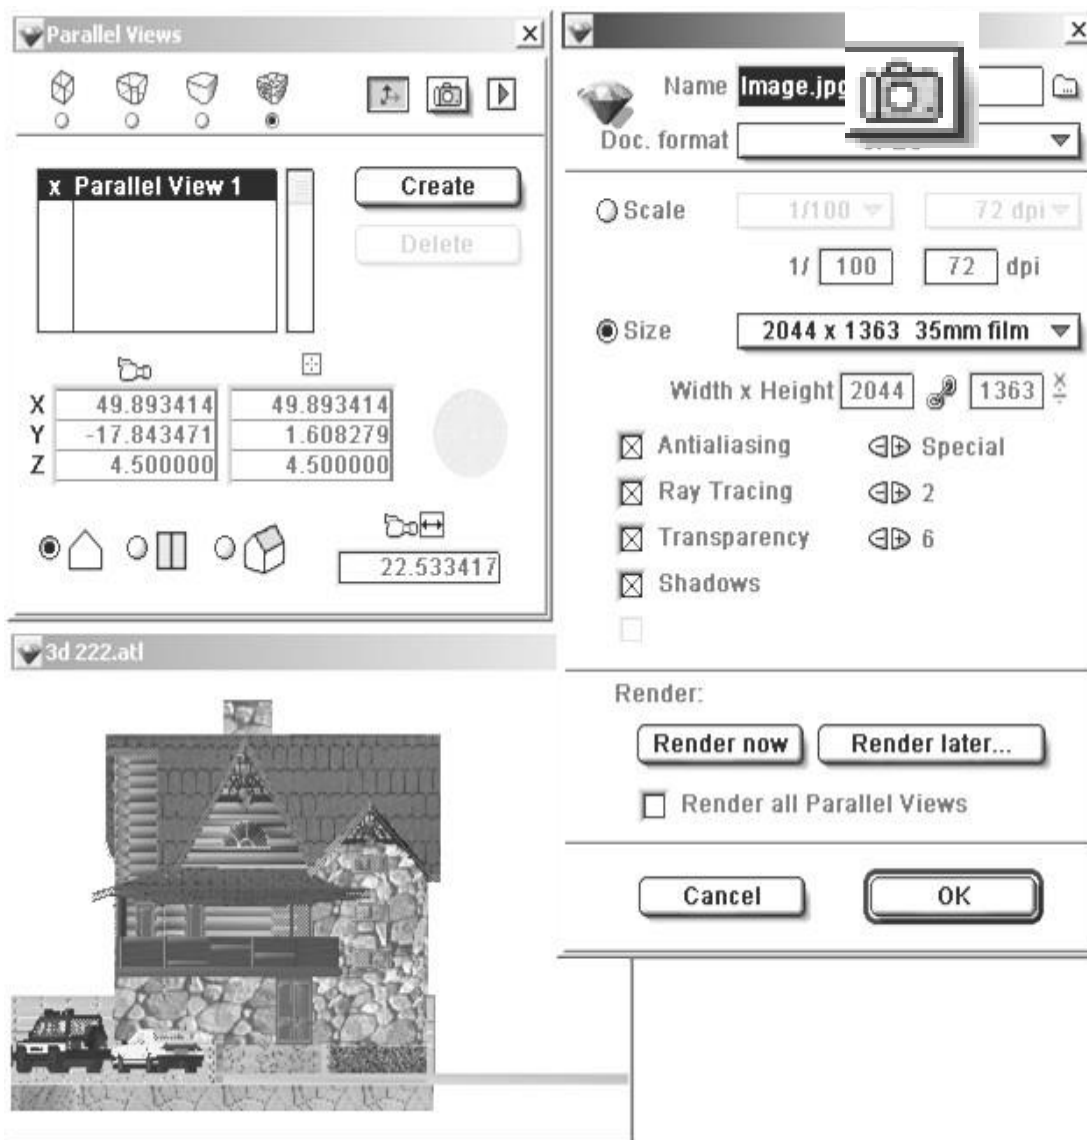 Parallel Views
x Parallel View 1
Create
Delete
X 49.893414 49.893414
Y -17.843471 1.608279
Z 4.500000 4.500000
22.533417
3d 222.atl
Name Image.jpg
Doc. format
Scale 1/100 72 dpi
1/ 100 72 dpi
Size 2044 x 1363 35mm film
Width x Height 2044 1363
Antialiasing Special
Ray Tracing 2
Transparency 6
Shadows
Render:
Render now Render later...
Render all Parallel Views
Cancel OK